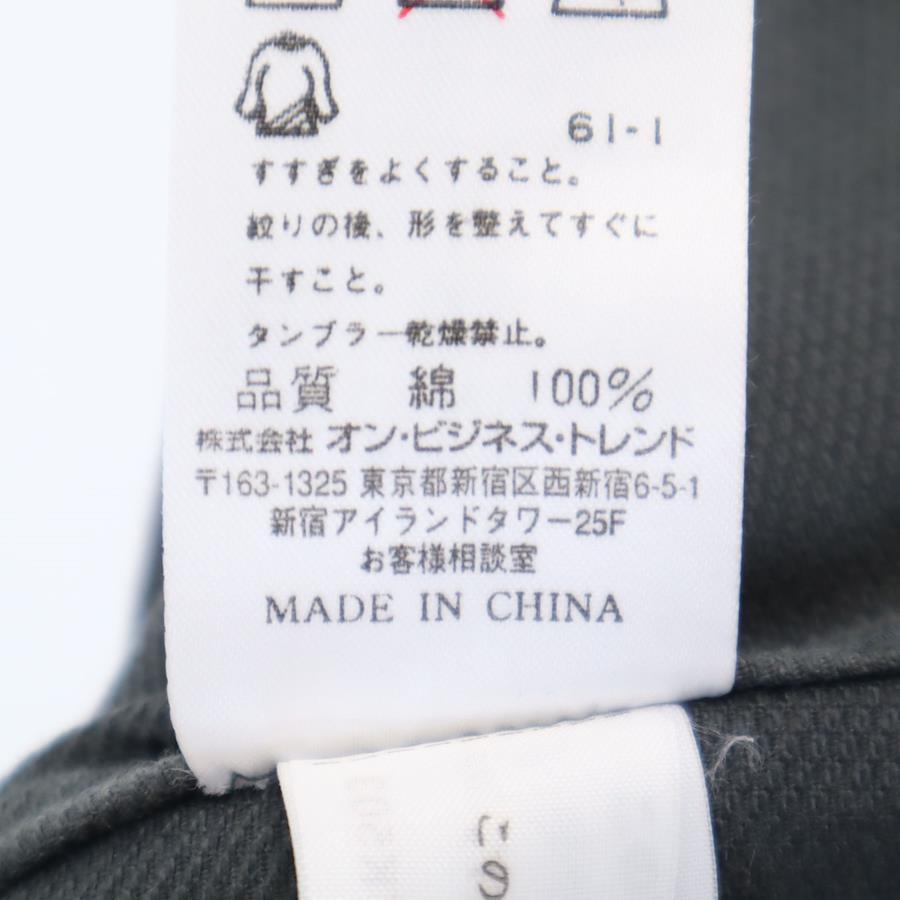 61-1
すすぎをよくすること。
絞りの後、形を整えてすぐに
干すこと。
タンブラー乾燥禁止。
品質 綿 100%
株式会社 オン・ビジネス・トレンド
〒163-1325 東京都新宿区西新宿6-5-1
新宿アイランドタワー25F
お客様相談室
MADE IN CHINA
この